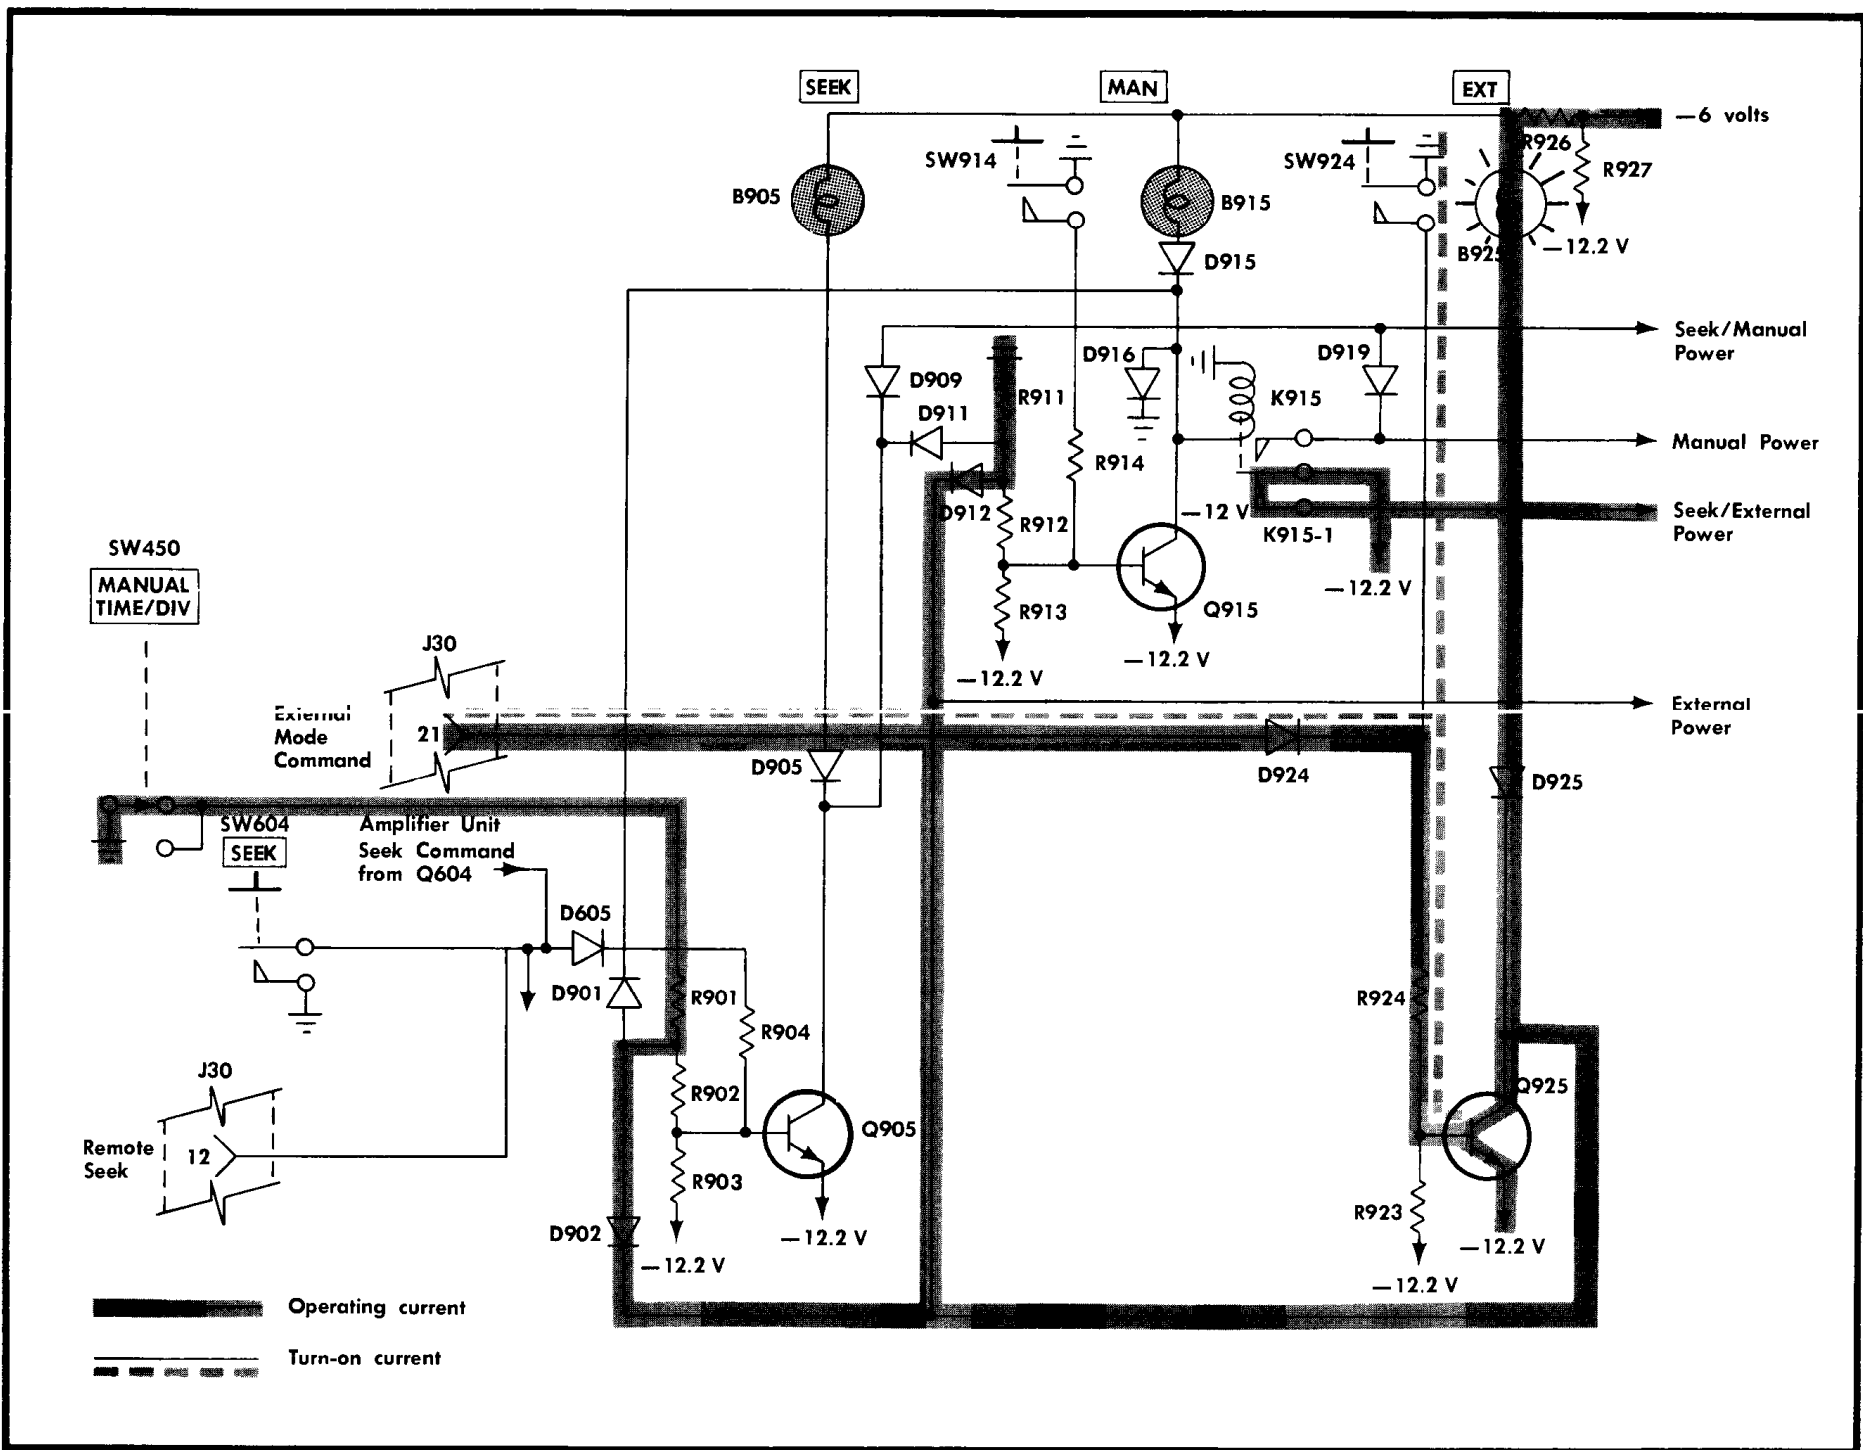 SEEK
MAN
EXT
—6 volts
R926
R927
SW914
SW924
B905
B915
B925
—12.2 V
D915
Seek/Manual
Power
D916
D919
D909
R911
K915
D911
Manual Power
R914
D912
R912
—12 V
K915-1
Seek/External
Power
SW450
MANUAL
TIME/DIV
—12.2 V
R913
Q915
J30
—12.2 V
—12.2 V
External
Mode
Command
21
External
Power
D905
D924
D925
SW604
SEEK
Amplifier Unit
Seek Command
from Q604
D605
D901
R901
R904
R924
J30
R902
Q925
Q905
Remote
Seek
12
R903
R923
D902
—12.2 V
—12.2 V
—12.2 V
—12.2 V
Operating current
Turn-on current